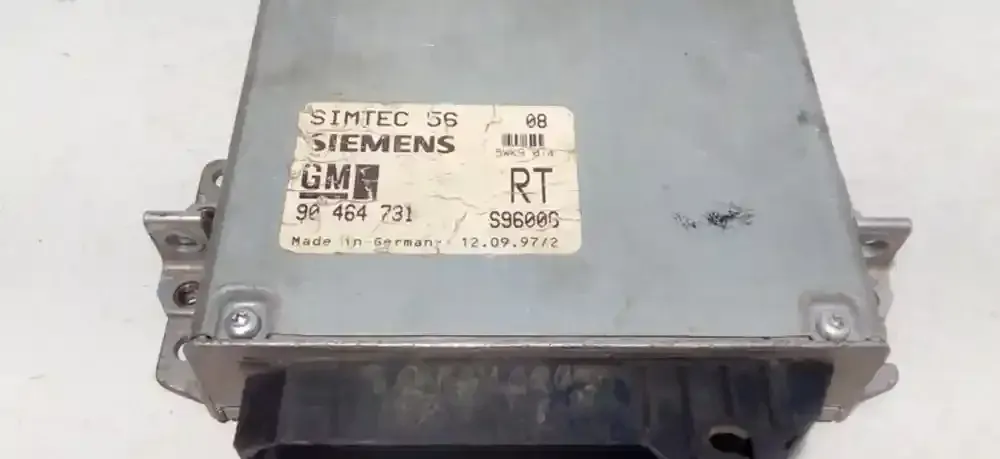 SIMTEC 56 08
SIEMENS
GM RT
90 464 731 S96006
Made in Germany 12.09.97/2